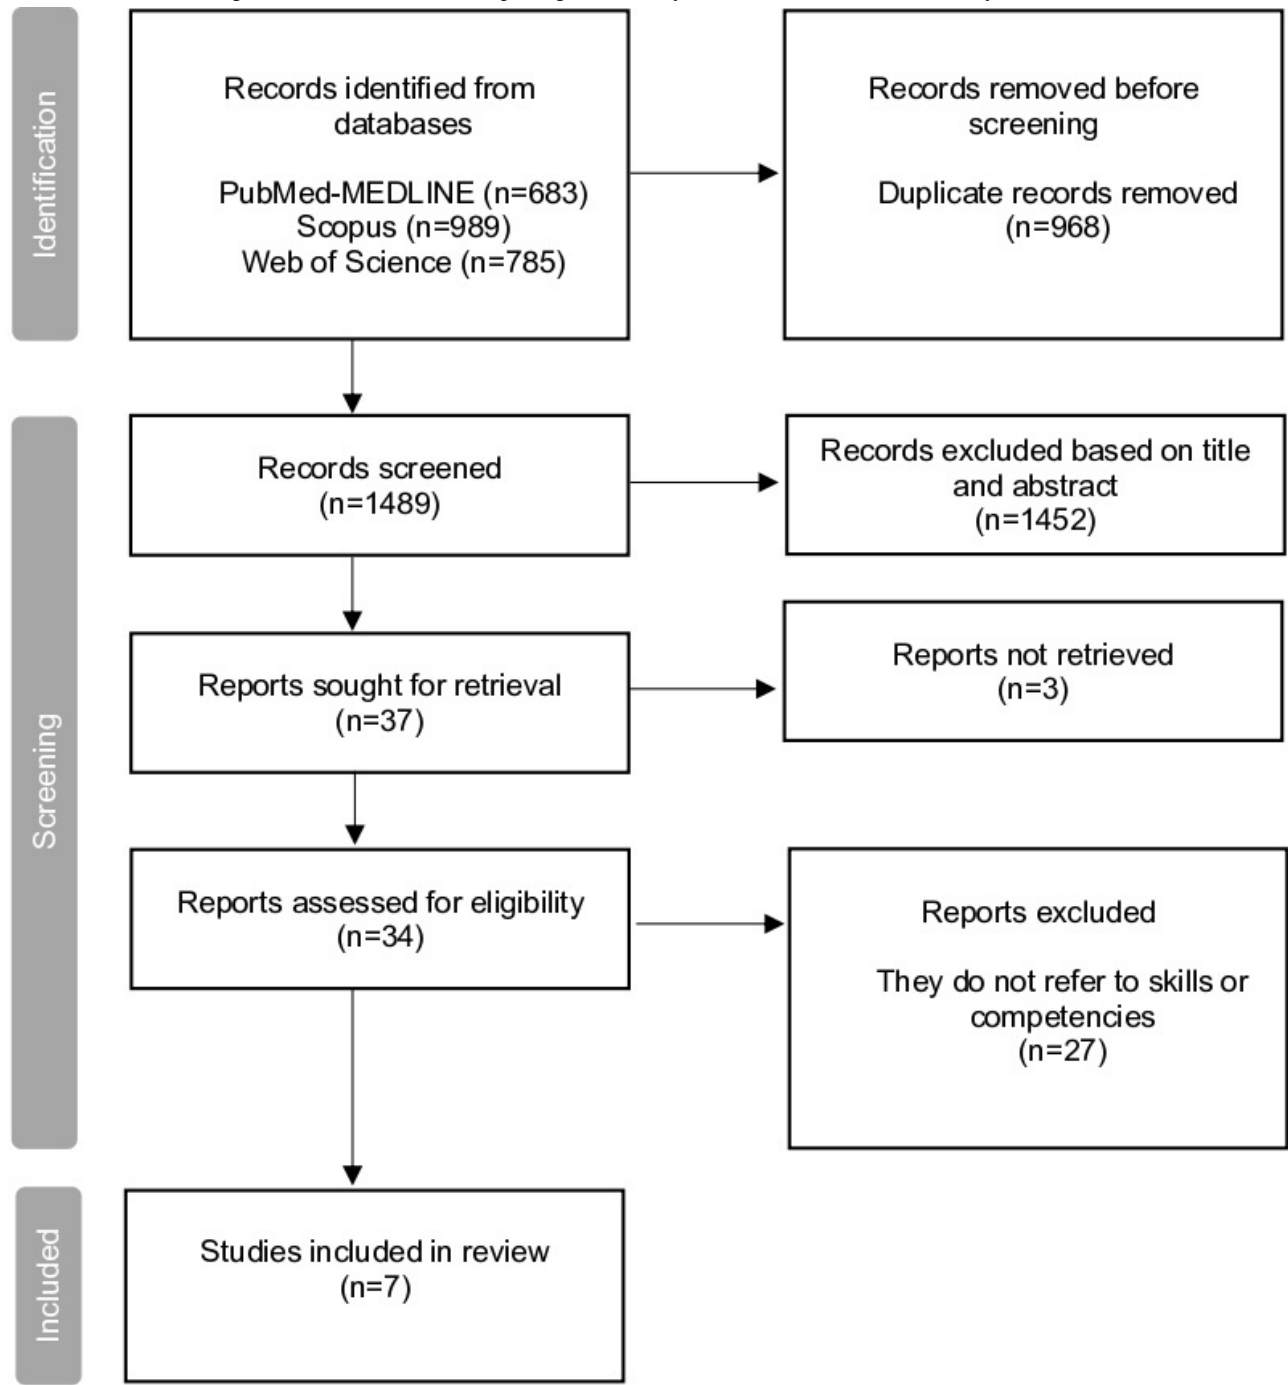 Identification
Records identified from
databases
PubMed-MEDLINE (n=683)
Scopus (n=989)
Web of Science (n=785)
Records removed before
screening
Duplicate records removed
(n=968)
Screening
Records screened
(n=1489)
Records excluded based on title
and abstract
(n=1452)
Reports sought for retrieval
(n=37)
Reports not retrieved
(n=3)
Reports assessed for eligibility
(n=34)
Reports excluded
They do not refer to skills or
competencies
(n=27)
Included
Studies included in review
(n=7)